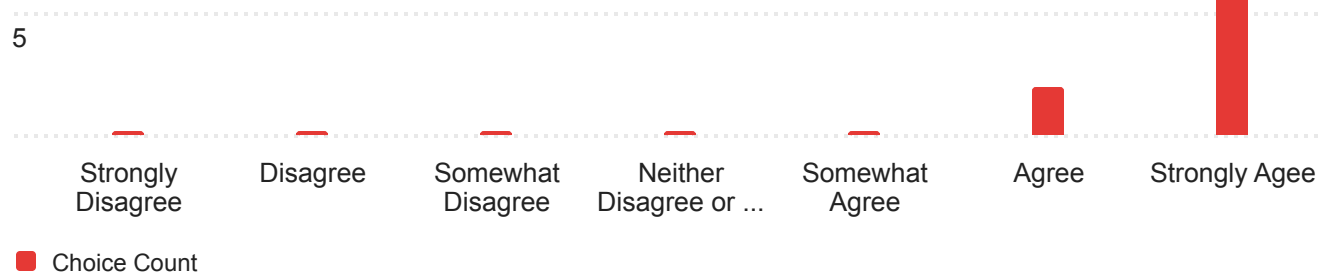 5
Strongly
Disagree
Disagree
Somewhat
Disagree
Neither
Disagree or ...
Somewhat
Agree
Agree
Strongly Agee
Choice Count